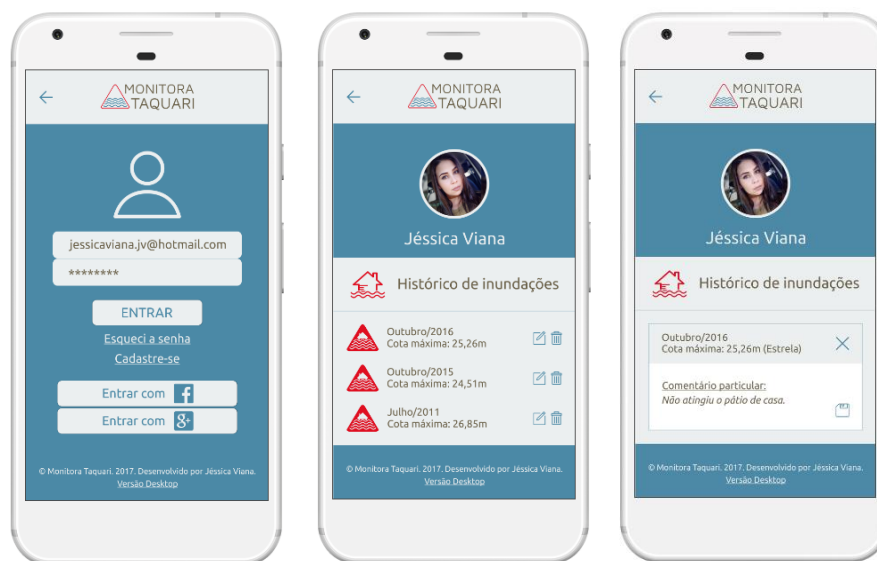 MONITORA
TAQUARI
jessicaviana.jv@hotmail.com
********
ENTRAR
Esqueci a senha
Cadastre-se
Entrar com f
Entrar com 8+
© Monitora Taquari. 2017. Desenvolvido por Jéssica Viana.
Versão Desktop
MONITORA
TAQUARI
Jéssica Viana
Histórico de inundações
Outubro/2016
Cota máxima: 25,26m
Outubro/2015
Cota máxima: 24,51m
Julho/2011
Cota máxima: 26,85m
© Monitora Taquari. 2017. Desenvolvido por Jéssica Viana.
Versão Desktop
MONITORA
TAQUARI
Jéssica Viana
Histórico de inundações
Outubro/2016
Cota máxima: 25,26m (Estrela)
Comentário particular:
Não atingiu o pátio de casa.
© Monitora Taquari. 2017. Desenvolvido por Jéssica Viana.
Versão Desktop